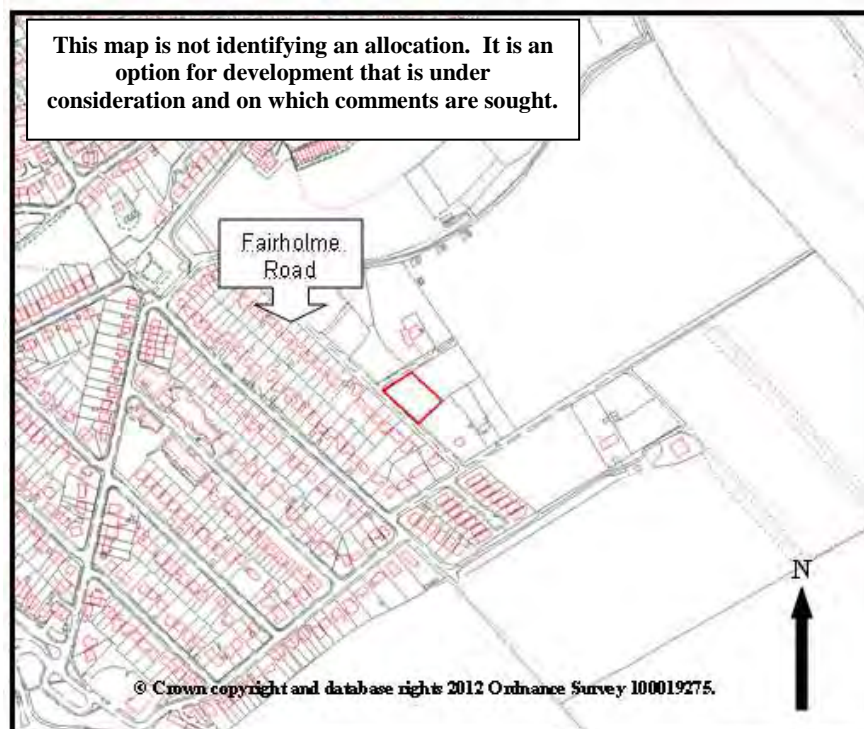 This map is not identifying an allocation.  It is an
option for development that is under
consideration and on which comments are sought.
Fairholme
Road
N
© Crown copyright and database rights 2012 Ordnance Survey 100019275.